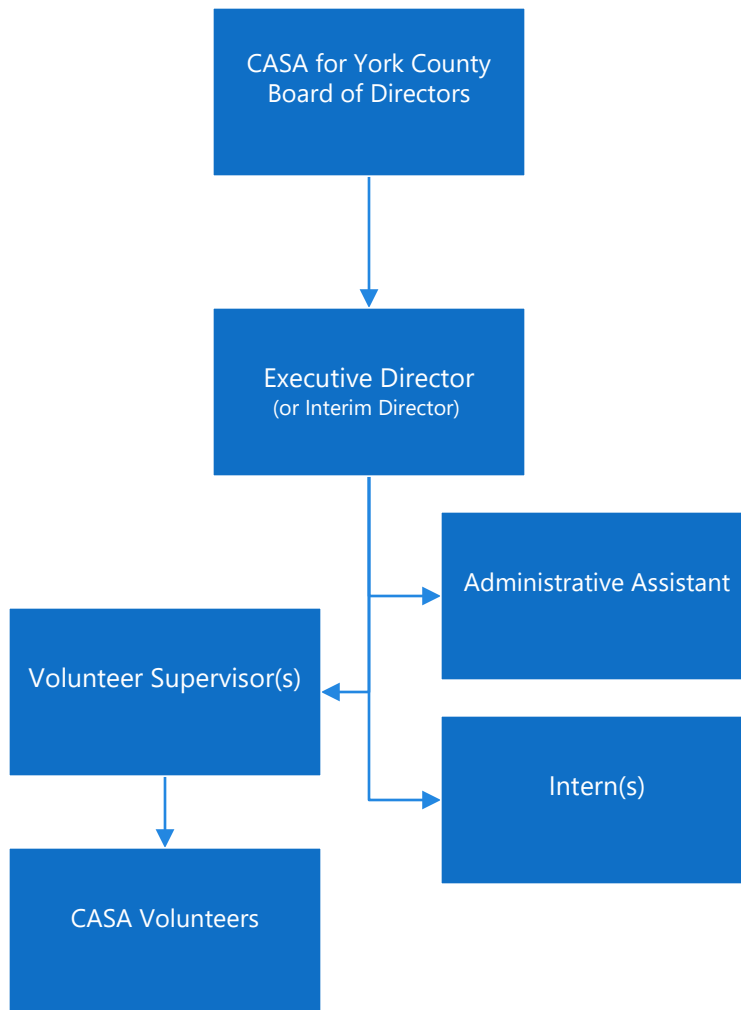 CASA for York County
Board of Directors
Executive Director
(or Interim Director)
Administrative Assistant
Volunteer Supervisor(s)
Intern(s)
CASA Volunteers